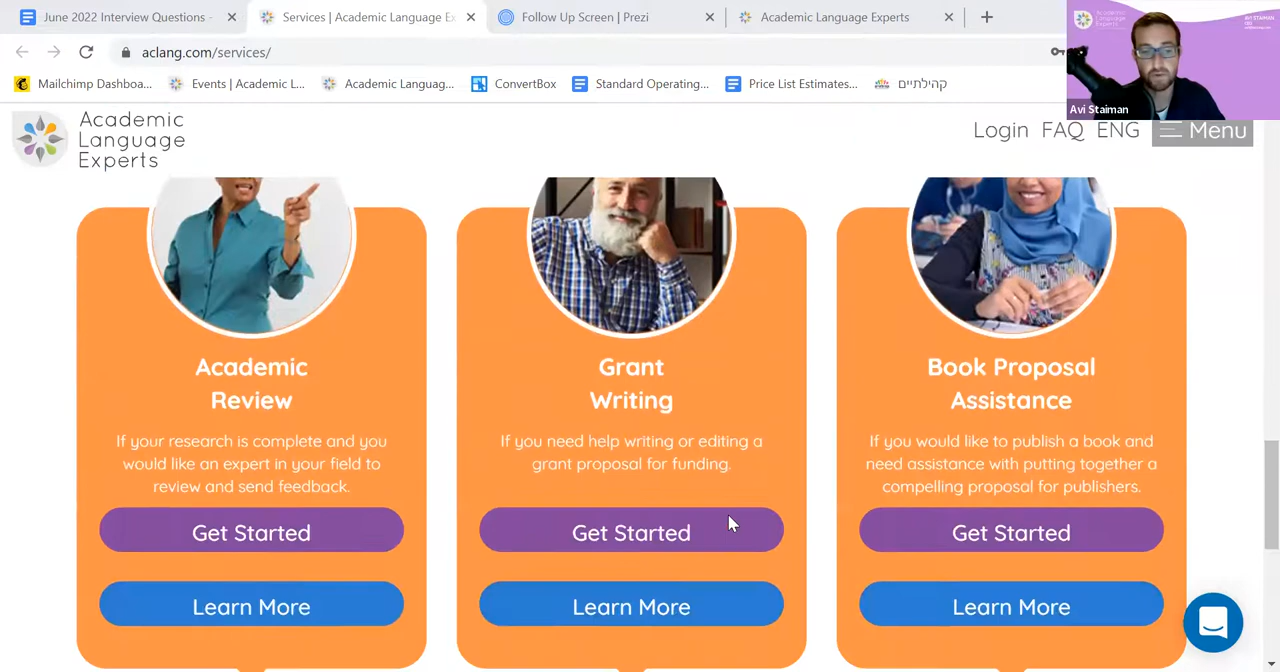 June 2022 Interview Questions -
Services | Academic Language E
Follow Up Screen | Prezi
Academic Language Experts
aclang.com/services/
Mailchimp Dashboa...
Events | Academic L...
Academic Languag...
ConvertBox
Standard Operating...
Price List Estimates...
קהילתיים
Avi Staiman
Academic
Language
Experts
Login FAQ ENG Menu
Academic
Review
If your research is complete and you
would like an expert in your field to
review and send feedback.
Get Started
Learn More
Grant
Writing
If you need help writing or editing a
grant proposal for funding.
Get Started
Learn More
Book Proposal
Assistance
If you would like to publish a book and
need assistance with putting together a
compelling proposal for publishers.
Get Started
Learn More